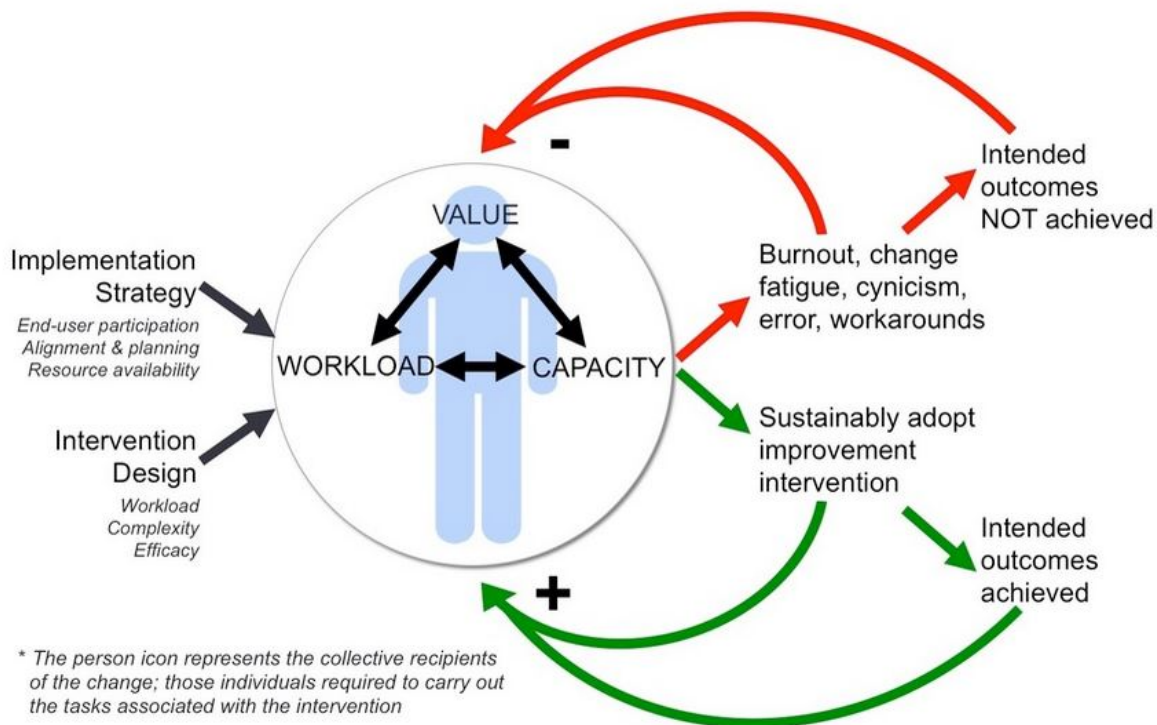 Implementation
Strategy
End-user participation
Alignment & planning
Resource availability
Intervention
Design
Workload
Complexity
Efficacy
VALUE
WORKLOAD
CAPACITY
-
+
Burnout, change
fatigue, cynicism,
error, workarounds
Intended
outcomes
NOT achieved
Sustainably adopt
improvement
intervention
Intended
outcomes
achieved
* The person icon represents the collective recipients
of the change; those individuals required to carry out
the tasks associated with the intervention